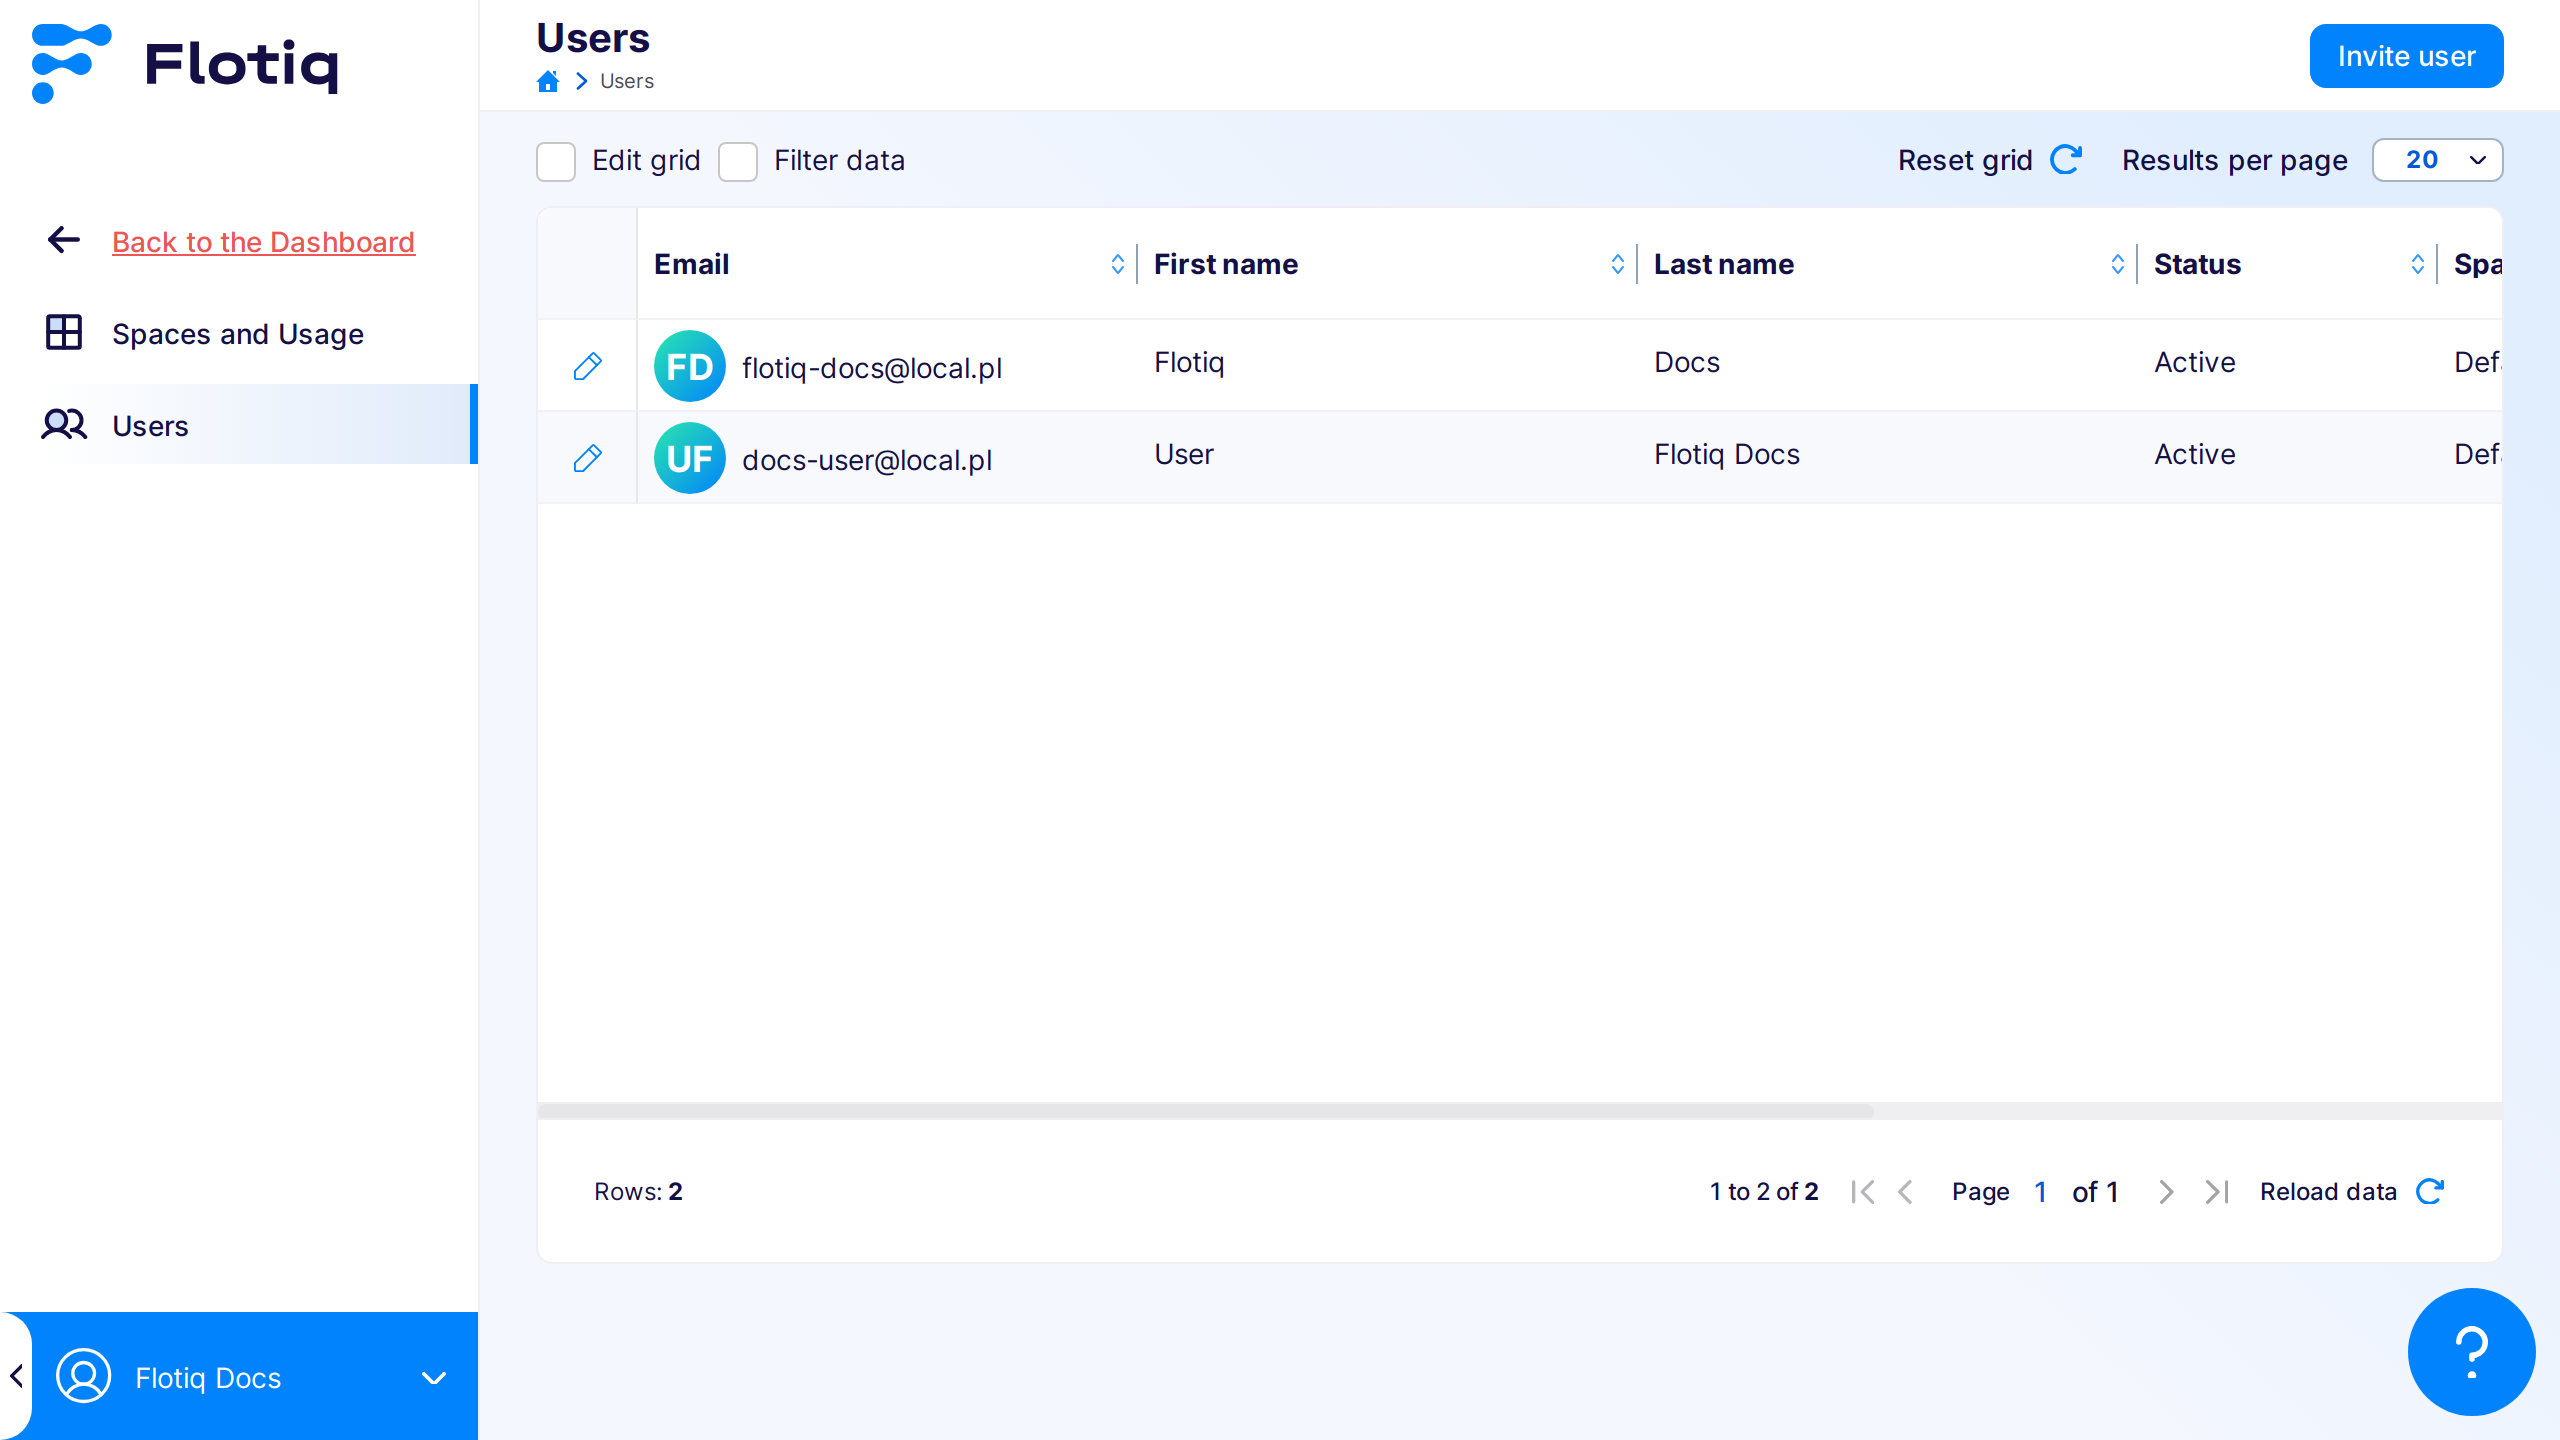 Flotiq
Back to the Dashboard
Spaces and Usage
Users
Flotiq Docs
Users
Users
Invite user
Edit grid Filter data Reset grid Results per page 20
Email First name Last name Status Spa
FD flotiq-docs@local.pl Flotiq Docs Active Def
UF docs-user@local.pl User Flotiq Docs Active Def
Rows: 2 1 to 2 of 2 Page 1 of 1 Reload data